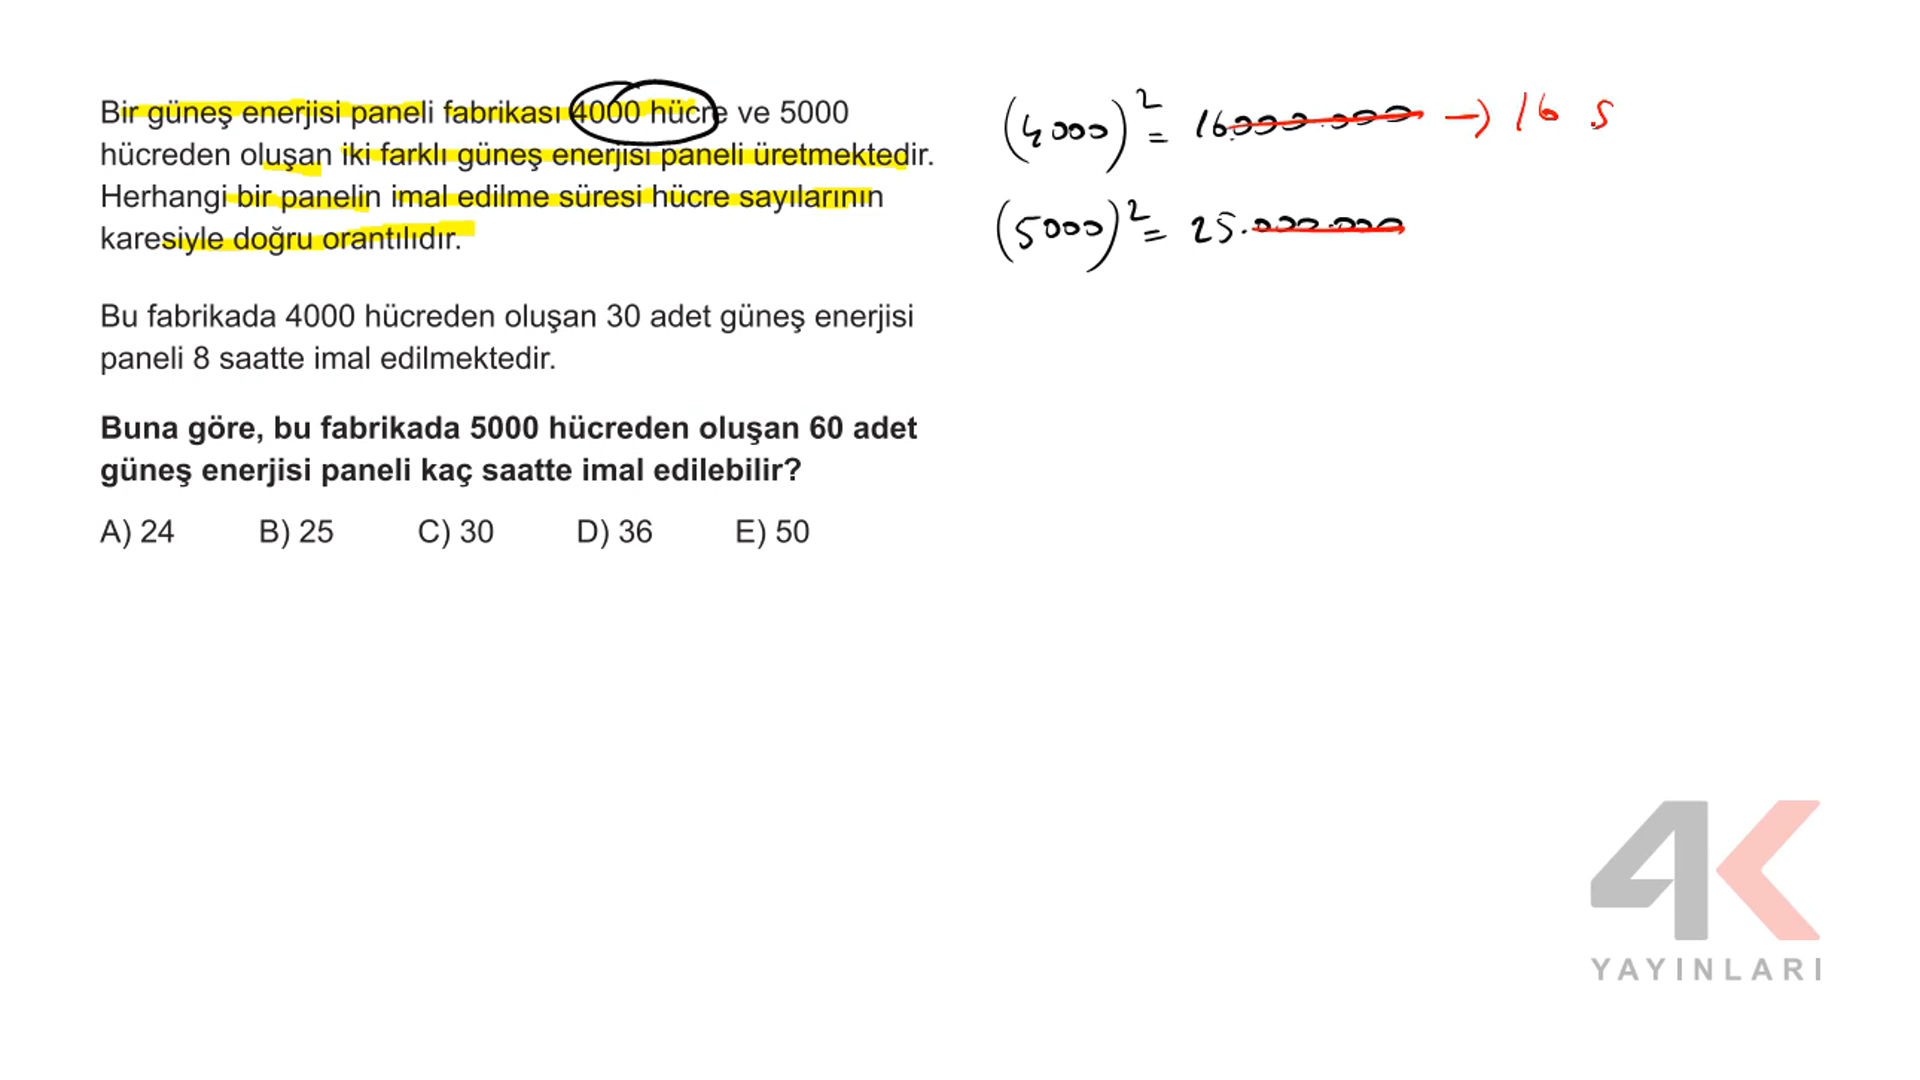 Bir güneş enerjisi paneli fabrikası 4000 hücre ve 5000
hücreden oluşan iki farklı güneş enerjisi paneli üretmektedir.
Herhangi bir panelin imal edilme süresi hücre sayılarının
karesiyle doğru orantılıdır.
Bu fabrikada 4000 hücreden oluşan 30 adet güneş enerjisi
paneli 8 saatte imal edilmektedir.
Buna göre, bu fabrikada 5000 hücreden oluşan 60 adet
güneş enerjisi paneli kaç saatte imal edilebilir?
A) 24 B) 25 C) 30 D) 36 E) 50
(4000)² = 16.000.000 → 16 s
(5000)² = 25.000.000
4K
YAYINLARI